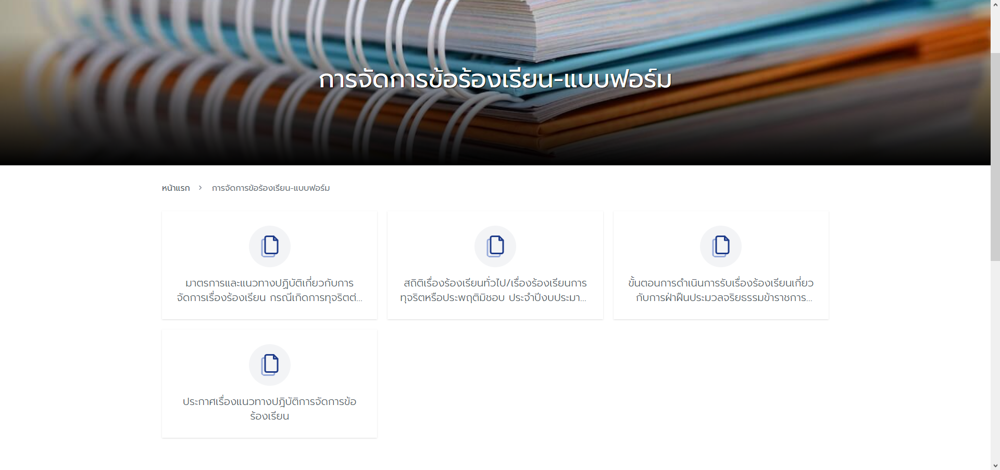 การจัดการข้อร้องเรียน-แบบฟอร์ม
หน้าแรก > การจัดการข้อร้องเรียน-แบบฟอร์ม
มาตรการและแนวทางปฏิบัติเกี่ยวกับการ
จัดการเรื่องร้องเรียน กรณีเกิดการทุจริตต่...
สถิติเรื่องร้องเรียนทั่วไป/เรื่องร้องเรียนการ
ทุจริตหรือประพฤติมิชอบ ประจำปีงบประมา...
ขั้นตอนการดำเนินการรับเรื่องร้องเรียนเกี่ยว
กับการฝ่าฝืนประมวลจริยธรรมข้าราชการ...
ประกาศเรื่องแนวทางปฎิบัติการจัดการข้อ
ร้องเรียน